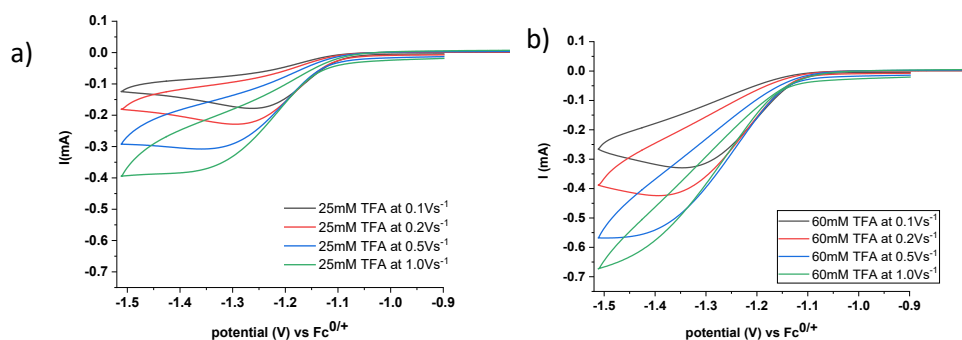 a)
0.1
0.0
-0.1
-0.2
-0.3
-0.4
-0.5
-0.6
-0.7
I(mA)
25mM TFA at 0.1Vs⁻¹
25mM TFA at 0.2Vs⁻¹
25mM TFA at 0.5Vs⁻¹
25mM TFA at 1.0Vs⁻¹
-1.5 -1.4 -1.3 -1.2 -1.1 -1.0 -0.9
potential (V) vs Fc⁰/⁺
b)
0.1
0.0
-0.1
-0.2
-0.3
-0.4
-0.5
-0.6
-0.7
I (mA)
60mM TFA at 0.1Vs⁻¹
60mM TFA at 0.2Vs⁻¹
60mM TFA at 0.5Vs⁻¹
60mM TFA at 1.0Vs⁻¹
-1.5 -1.4 -1.3 -1.2 -1.1 -1.0 -0.9
potential (V) vs Fc⁰/⁺